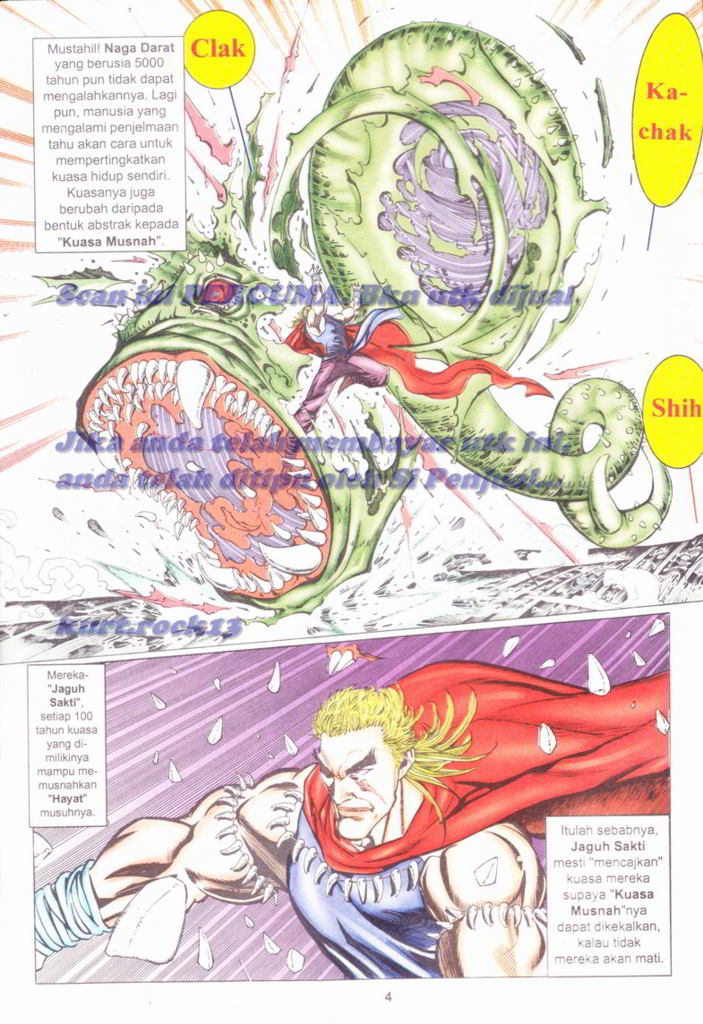 Mustahil! Naga Darat
yang berusia 5000
tahun pun tidak dapat
mengalahkannya. Lagi
pun, manusia yang
mengalami penjelmaan
tahu akan cara untuk
mempertingkatkan
kuasa hidup sendiri.
Kuasanya juga
berubah daripada
bentuk abstrak kepada
"Kuasa Musnah".
Clak
Ka-
chak
Scan ini PERCUMA. Bkn utk dijual
Shih
Jika anda telah membayar utk ini,
anda telah ditipu oleh Si Penjual...
kurt.rock13
Mereka-
"Jaguh
Sakti",
setiap 100
tahun kuasa
yang di-
milikinya
mampu me-
musnahkan
"Hayat"
musuhnya.
Itulah sebabnya,
Jaguh Sakti
mesti "mencajkan"
kuasa mereka
supaya "Kuasa
Musnah"nya
dapat dikekalkan,
kalau tidak
mereka akan mati.
4